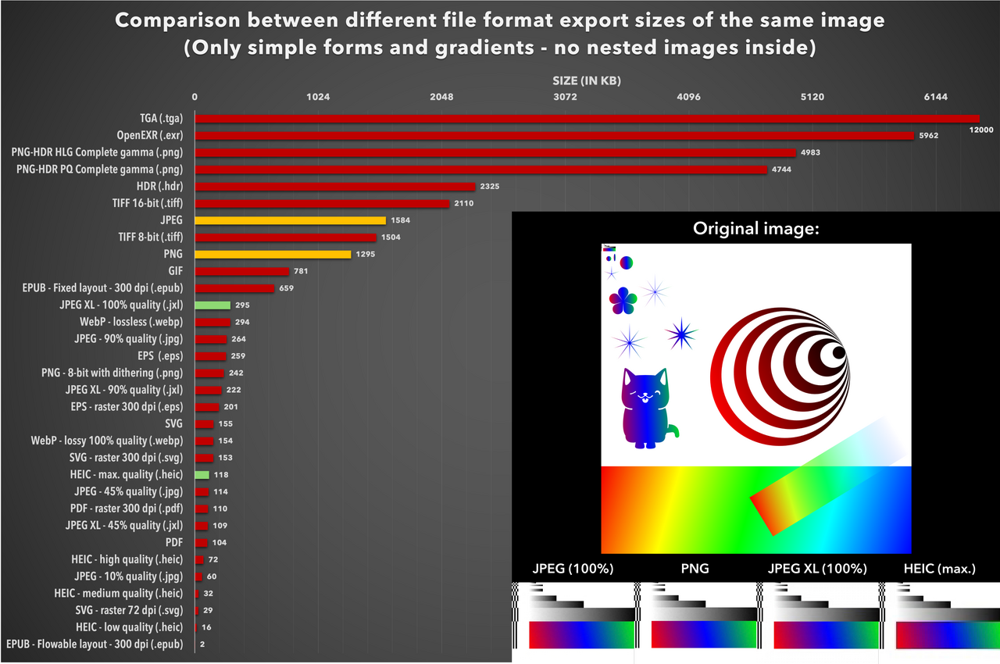 Comparison between different file format export sizes of the same image
(Only simple forms and gradients - no nested images inside)
SIZE (IN KB)
0 1024 2048 3072 4096 5120 6144
TGA (.tga) 12000
OpenEXR (.exr) 5962
PNG-HDR HLG Complete gamma (.png) 4983
PNG-HDR PQ Complete gamma (.png) 4744
HDR (.hdr) 2325
TIFF 16-bit (.tiff) 2110
JPEG 1584
TIFF 8-bit (.tiff) 1504
PNG 1295
GIF 781
EPUB - Fixed layout - 300 dpi (.epub) 659
JPEG XL - 100% quality (.jxl) 295
WebP - lossless (.webp) 294
JPEG - 90% quality (.jpg) 264
EPS (.eps) 259
PNG - 8-bit with dithering (.png) 242
JPEG XL - 90% quality (.jxl) 222
EPS - raster 300 dpi (.eps) 201
SVG 155
WebP - lossy 100% quality (.webp) 154
SVG - raster 300 dpi (.svg) 153
HEIC - max. quality (.heic) 118
JPEG - 45% quality (.jpg) 114
PDF - raster 300 dpi (.pdf) 110
JPEG XL - 45% quality (.jxl) 109
PDF 104
HEIC - high quality (.heic) 72
JPEG - 10% quality (.jpg) 60
HEIC - medium quality (.heic) 32
SVG - raster 72 dpi (.svg) 29
HEIC - low quality (.heic) 16
EPUB - Flowable layout - 300 dpi (.epub) 2
Original image:
JPEG (100%) PNG JPEG XL (100%) HEIC (max.)